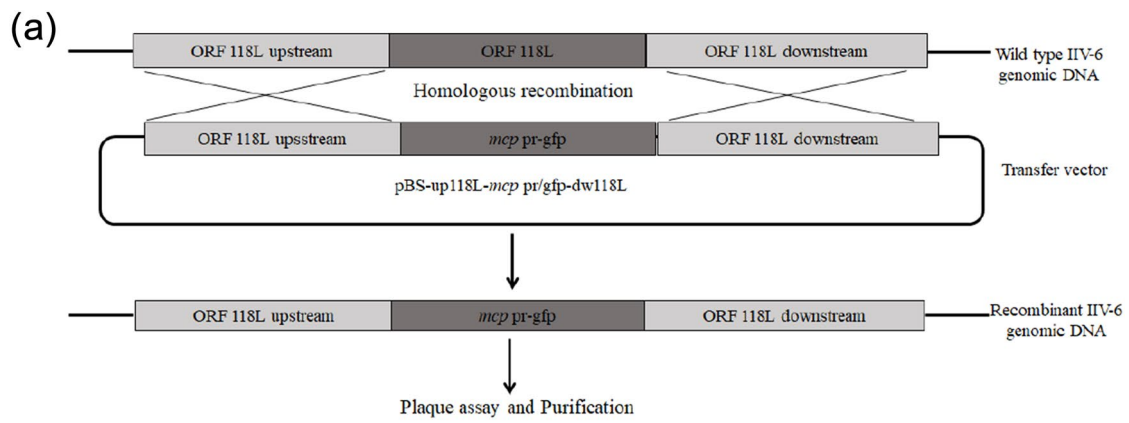 (a)
ORF 118L upstream ORF 118L ORF 118L downstream
Wild type IIV-6
genomic DNA
Homologous recombination
ORF 118L upsstream mcp pr-gfp ORF 118L downstream
pBS-up118L-mcp pr/gfp-dw118L
Transfer vector
ORF 118L upstream mcp pr-gfp ORF 118L downstream
Recombinant IIV-6
genomic DNA
Plaque assay and Purification